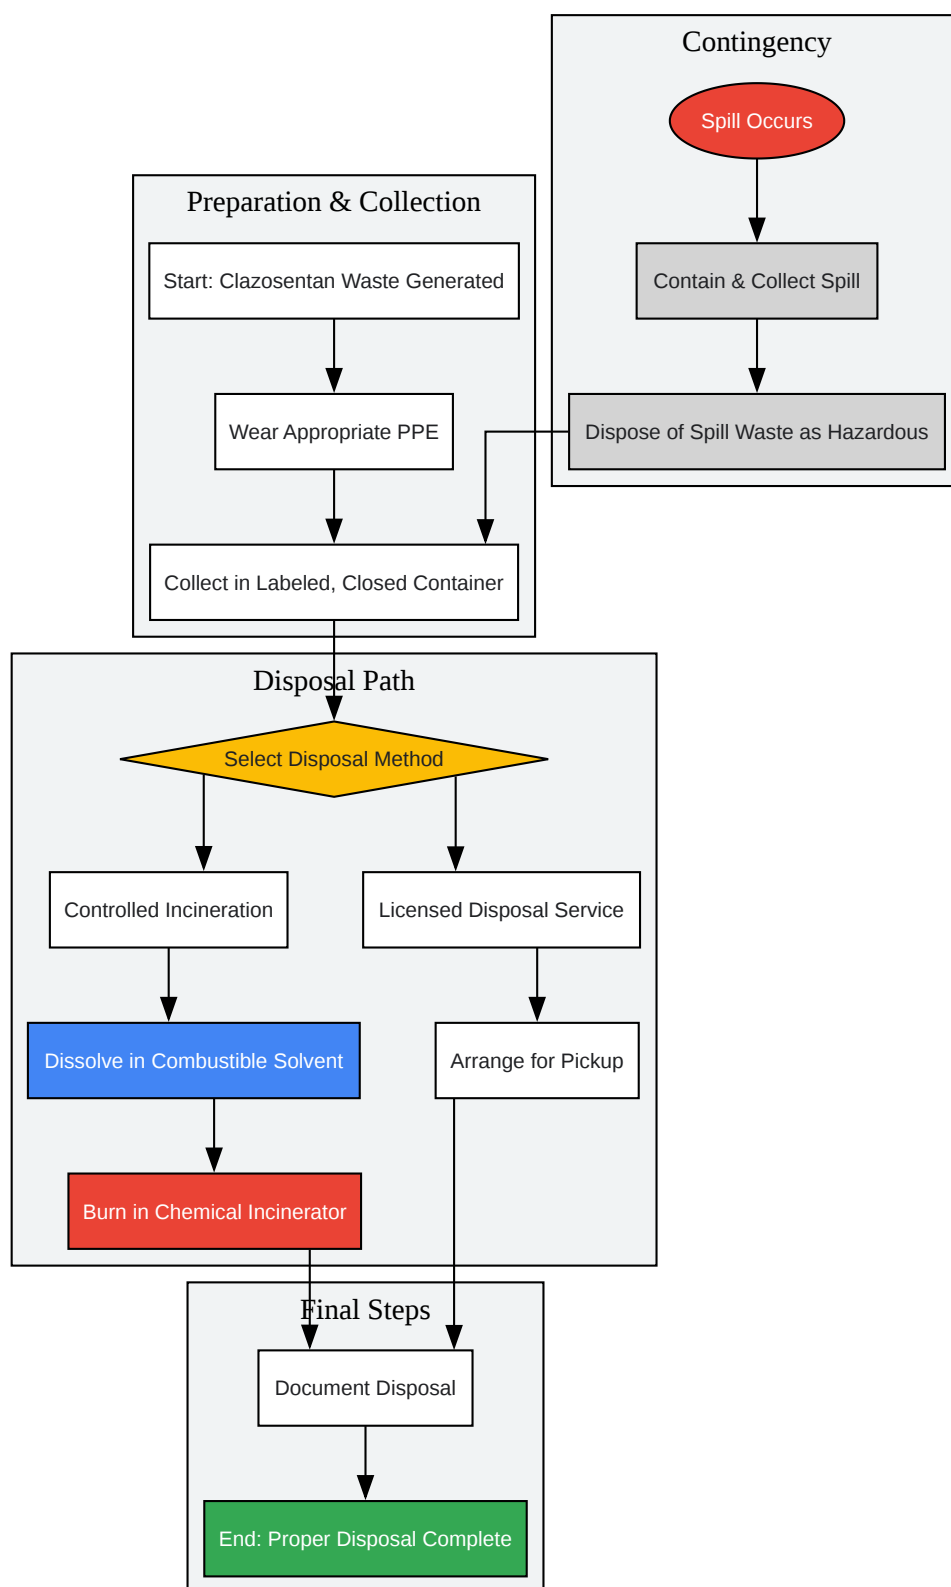 Contingency
Spill Occurs
Preparation & Collection
Start: Clazosentan Waste Generated
Contain & Collect Spill
Wear Appropriate PPE
Dispose of Spill Waste as Hazardous
Collect in Labeled, Closed Container
Disposal Path
Select Disposal Method
Controlled Incineration
Licensed Disposal Service
Dissolve in Combustible Solvent
Arrange for Pickup
Burn in Chemical Incinerator
Final Steps
Document Disposal
End: Proper Disposal Complete